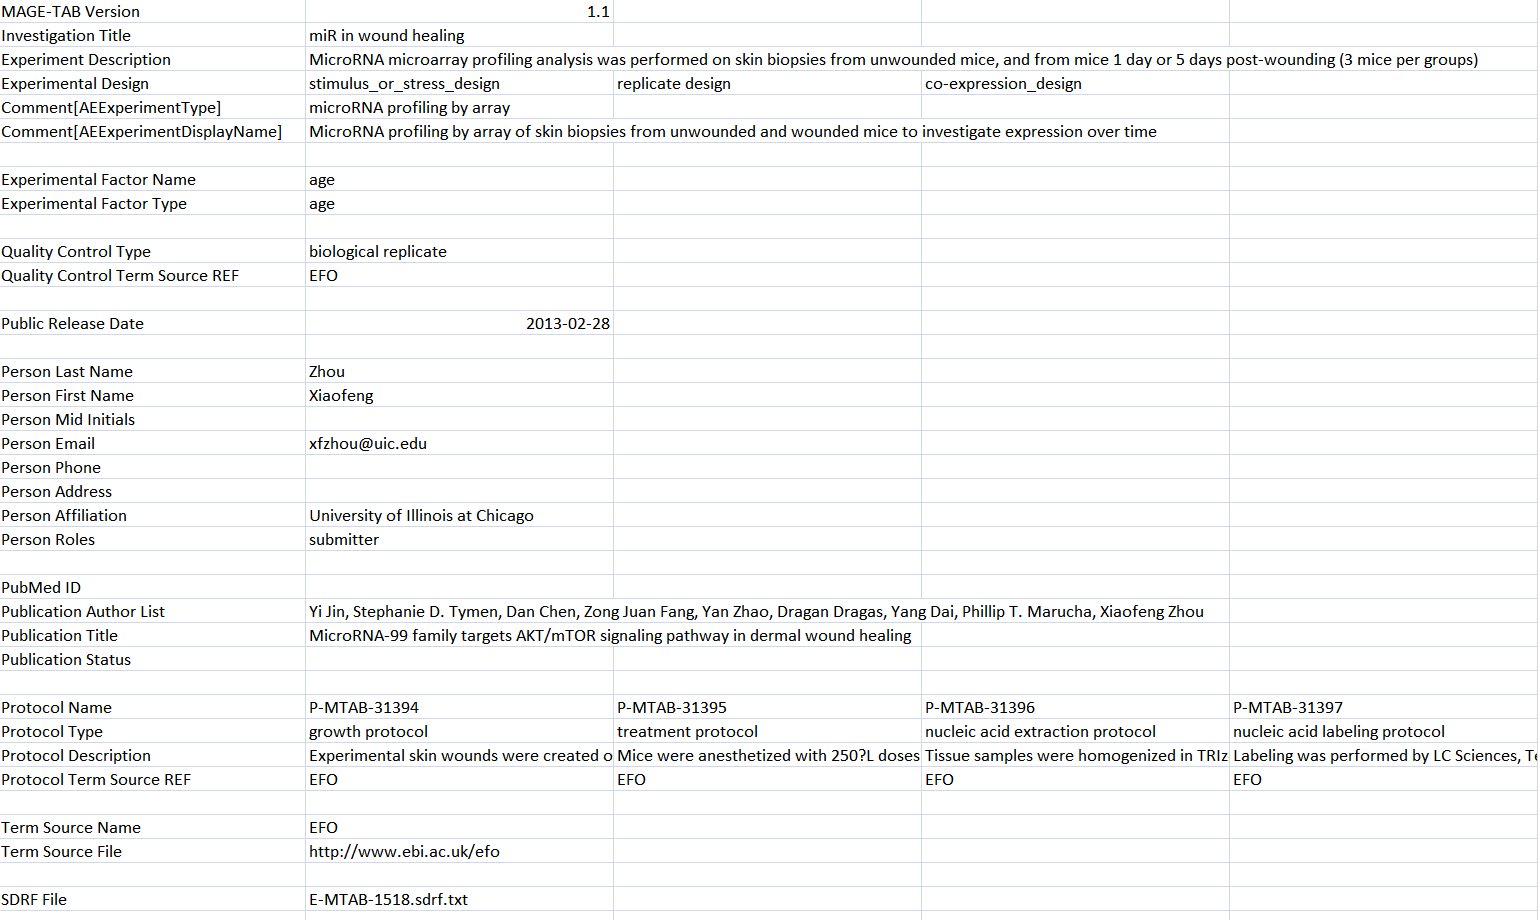 MAGE-TAB Version 1.1
Investigation Title miR in wound healing
Experiment Description MicroRNA microarray profiling analysis was performed on skin biopsies from unwounded mice, and from mice 1 day or 5 days post-wounding (3 mice per groups)
Experimental Design stimulus_or_stress_design replicate design co-expression_design
Comment[AEExperimentType] microRNA profiling by array
Comment[AEExperimentDisplayName] MicroRNA profiling by array of skin biopsies from unwounded and wounded mice to investigate expression over time
Experimental Factor Name age
Experimental Factor Type age
Quality Control Type biological replicate
Quality Control Term Source REF EFO
Public Release Date 2013-02-28
Person Last Name Zhou
Person First Name Xiaofeng
Person Mid Initials
Person Email xfzhou@uic.edu
Person Phone
Person Address
Person Affiliation University of Illinois at Chicago
Person Roles submitter
PubMed ID
Publication Author List Yi Jin, Stephanie D. Tymen, Dan Chen, Zong Juan Fang, Yan Zhao, Dragan Dragas, Yang Dai, Phillip T. Marucha, Xiaofeng Zhou
Publication Title MicroRNA-99 family targets AKT/mTOR signaling pathway in dermal wound healing
Publication Status
Protocol Name P-MTAB-31394 P-MTAB-31395 P-MTAB-31396 P-MTAB-31397
Protocol Type growth protocol treatment protocol nucleic acid extraction protocol nucleic acid labeling protocol
Protocol Description Experimental skin wounds were created o Mice were anesthetized with 250?L doses Tissue samples were homogenized in TRIz Labeling was performed by LC Sciences, Te
Protocol Term Source REF EFO EFO EFO EFO
Term Source Name EFO
Term Source File http://www.ebi.ac.uk/efo
SDRF File E-MTAB-1518.sdrf.txt